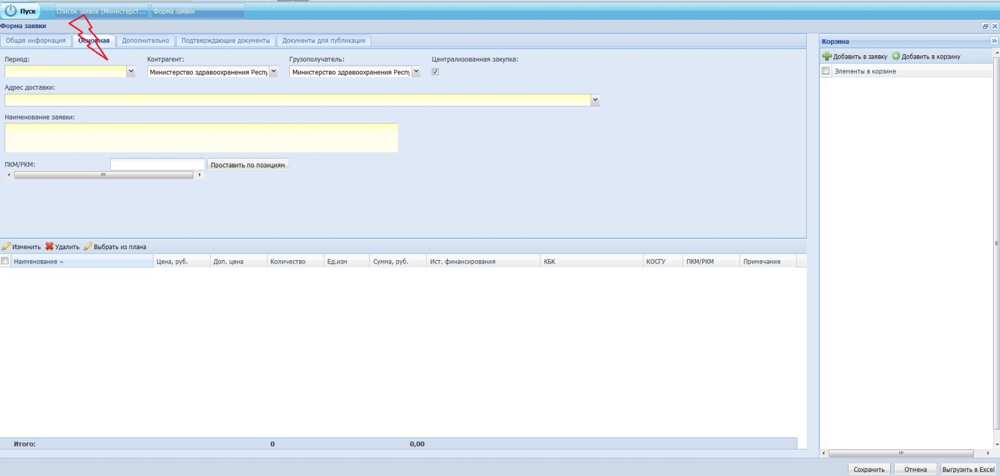 Пуск
Список заявок (Министерст...
Форма заявки
Форма заявки
Общая информация
Основная
Дополнительно
Подтверждающие документы
Документы для публикации
Корзина
Период:
Контрагент:
Грузополучатель:
Централизованная закупка:
Добавить в заявку
Добавить в корзину
Министерство здравоохранения Респу
Министерство здравоохранения Респу
Элементы в корзине
Адрес доставки:
Наименование заявки:
ПКМ/РКМ:
Проставить по позициям
Изменить
Удалить
Выбрать из плана
Наименование
Цена, руб.
Доп. цена
Количество
Ед.изм
Сумма, руб.
Ист. финансирования
КБК
КОСГУ
ПКМ/РКМ
Примечание
Итого:
0
0,00
Сохранить
Отмена
Выгрузить в Excel